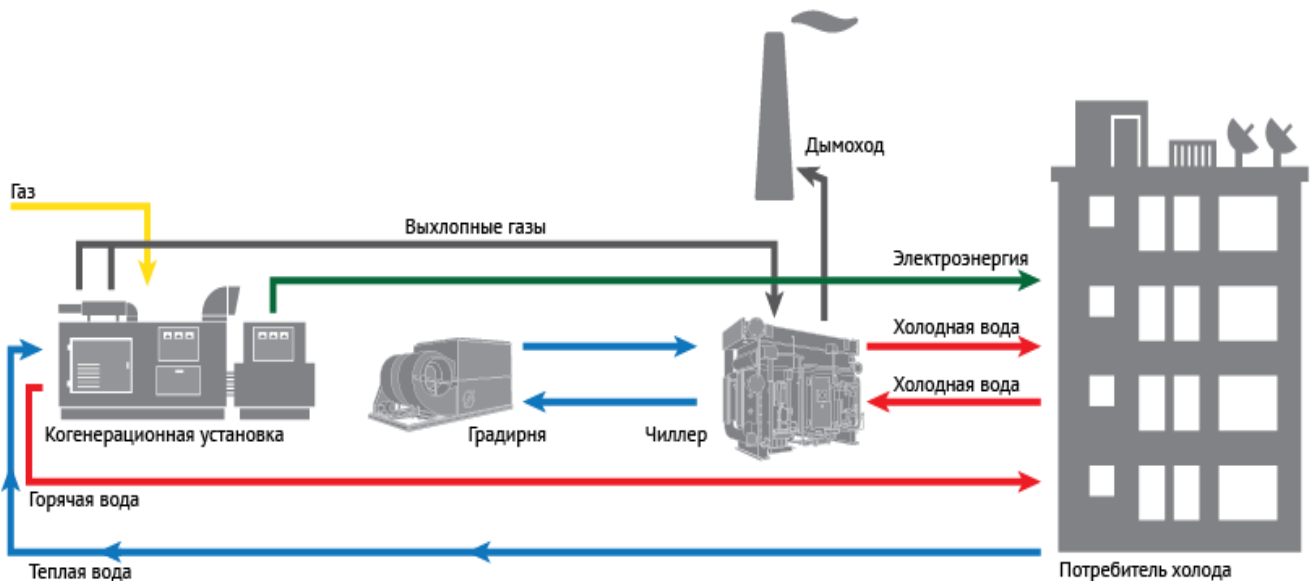 Дымоход
Газ
Выхлопные газы
Электроэнергия
Холодная вода
Холодная вода
Когенерационная установка
Градирня
Чиллер
Горячая вода
Теплая вода
Потребитель холода